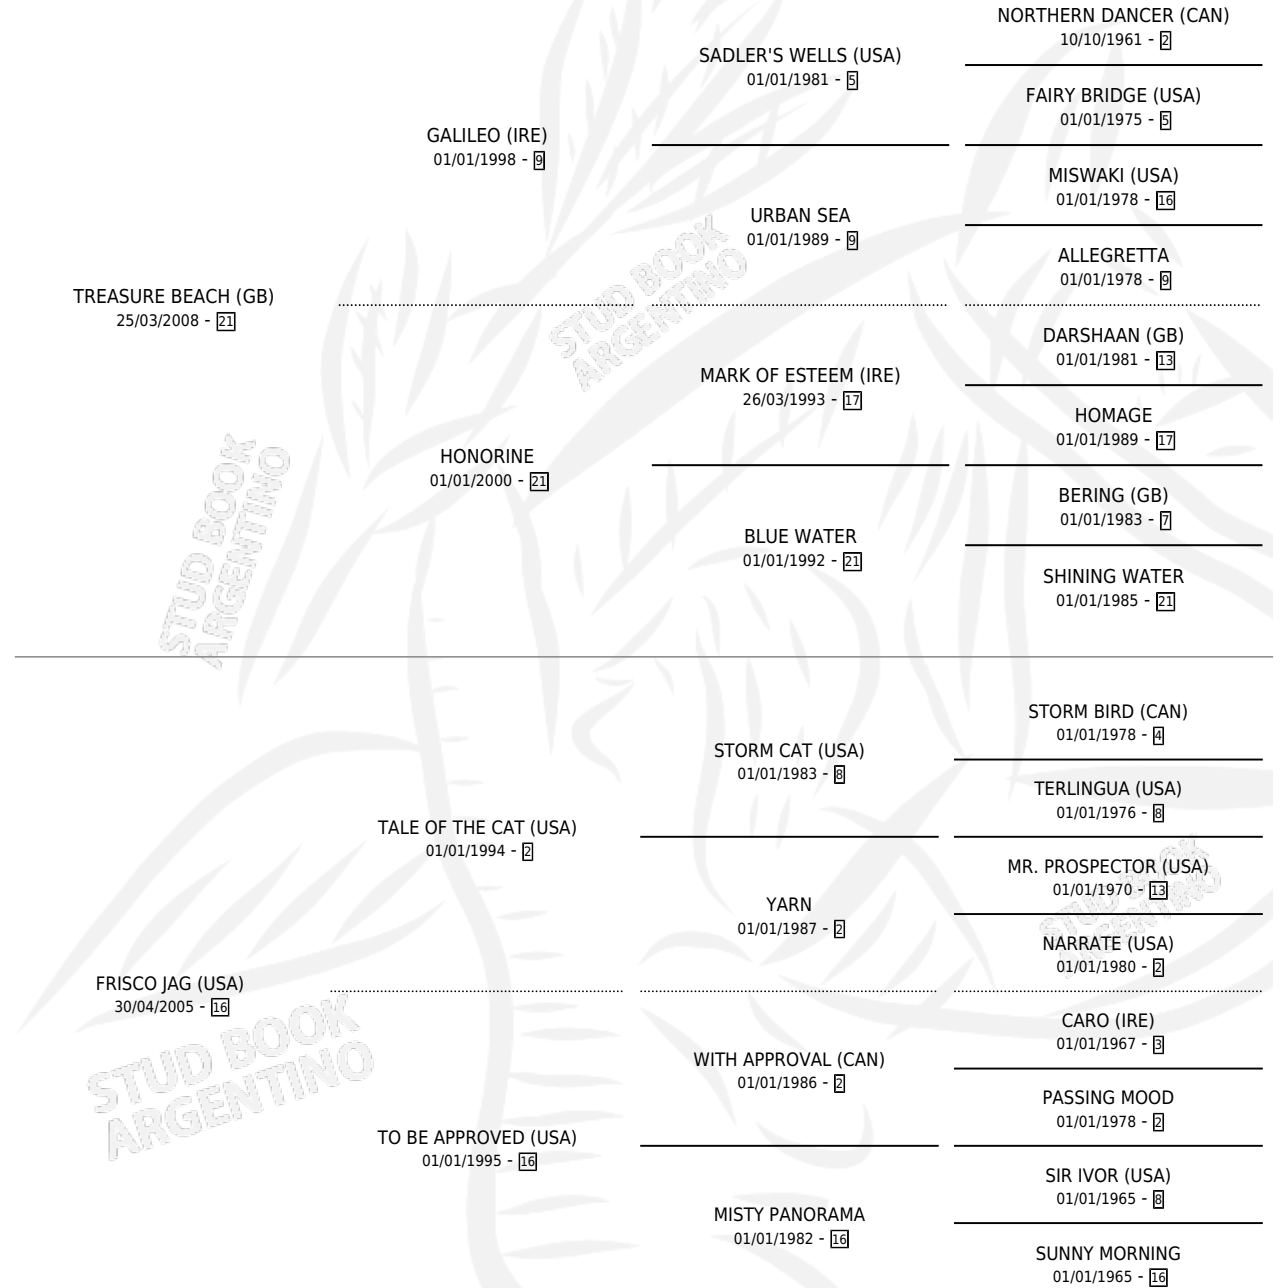 NORTHERN DANCER (CAN)
10/10/1961 - 2
SADLER'S WELLS (USA)
01/01/1981 - 5
FAIRY BRIDGE (USA)
01/01/1975 - 5
GALILEO (IRE)
01/01/1998 - 9
MISWAKI (USA)
01/01/1978 - 16
URBAN SEA
01/01/1989 - 9
ALLEGRETTA
01/01/1978 - 9
TREASURE BEACH (GB)
25/03/2008 - 21
DARSHAAN (GB)
01/01/1981 - 13
MARK OF ESTEEM (IRE)
26/03/1993 - 17
HOMAGE
01/01/1989 - 17
HONORINE
01/01/2000 - 21
BERING (GB)
01/01/1983 - 7
BLUE WATER
01/01/1992 - 21
SHINING WATER
01/01/1985 - 21
STORM BIRD (CAN)
01/01/1978 - 4
STORM CAT (USA)
01/01/1983 - 8
TERLINGUA (USA)
01/01/1976 - 8
TALE OF THE CAT (USA)
01/01/1994 - 2
MR. PROSPECTOR (USA)
01/01/1970 - 13
YARN
01/01/1987 - 2
NARRATE (USA)
01/01/1980 - 2
FRISCO JAG (USA)
30/04/2005 - 16
CARO (IRE)
01/01/1967 - 3
WITH APPROVAL (CAN)
01/01/1986 - 2
PASSING MOOD
01/01/1978 - 2
TO BE APPROVED (USA)
01/01/1995 - 16
SIR IVOR (USA)
01/01/1965 - 8
MISTY PANORAMA
01/01/1982 - 16
SUNNY MORNING
01/01/1965 - 16
STUD BOOK
ARGENTINO
STUD BOOK
ARGENTINO
STUD BOOK
ARGENTINO
STUD BOOK
ARGENTINO